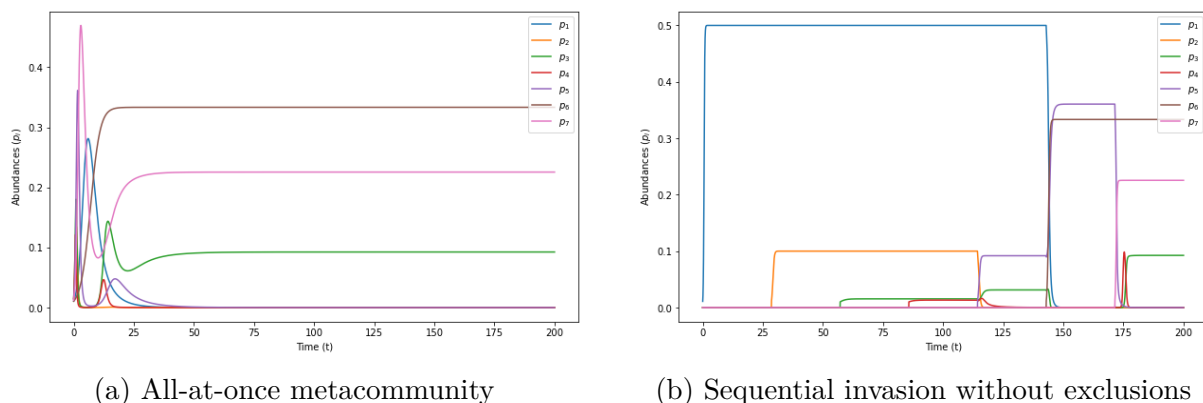 0.4
0.3
0.2
0.1
0.0
Abundances (pᵢ)
0
25
50
75
100
125
150
175
200
Time (t)
p₁
p₂
p₃
p₄
p₅
p₆
p₇
(a) All-at-once metacommunity
0.5
0.4
0.3
0.2
0.1
0.0
Abundances (pᵢ)
0
25
50
75
100
125
150
175
200
Time (t)
p₁
p₂
p₃
p₄
p₅
p₆
p₇
(b) Sequential invasion without exclusions